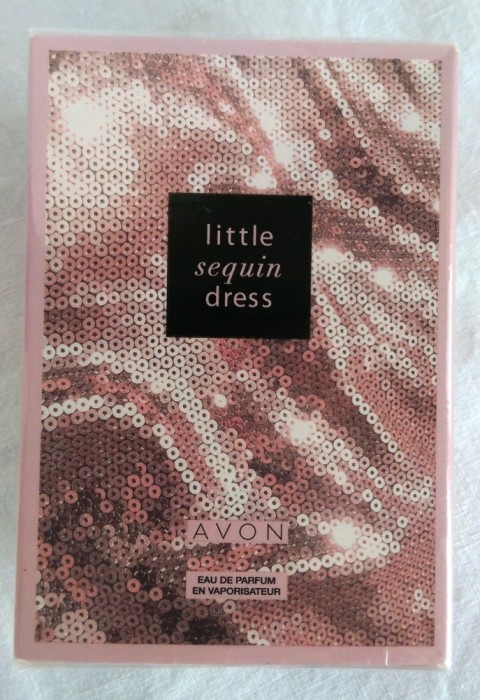 little
sequin
dress
AVON
EAU DE PARFUM
EN VAPORISATEUR